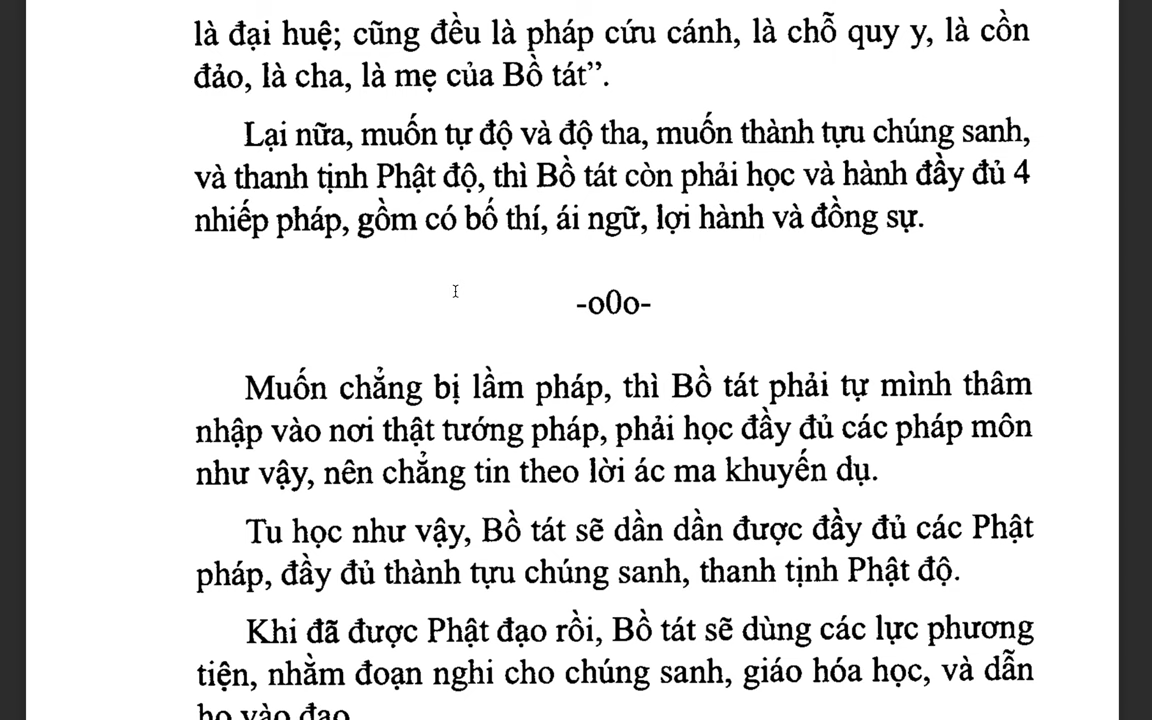 là đại huệ; cũng đều là pháp cứu cánh, là chỗ quy y, là cồn
đảo, là cha, là mẹ của Bồ tát”.
Lại nữa, muốn tự độ và độ tha, muốn thành tựu chúng sanh,
và thanh tịnh Phật độ, thì Bồ tát còn phải học và hành đầy đủ 4
nhiếp pháp, gồm có bố thí, ái ngữ, lợi hành và đồng sự.
-o0o-
Muốn chẳng bị lầm pháp, thì Bồ tát phải tự mình thâm
nhập vào nơi thật tướng pháp, phải học đầy đủ các pháp môn
như vậy, nên chẳng tin theo lời ác ma khuyến dụ.
Tu học như vậy, Bồ tát sẽ dần dần được đầy đủ các Phật
pháp, đầy đủ thành tựu chúng sanh, thanh tịnh Phật độ.
Khi đã được Phật đạo rồi, Bồ tát sẽ dùng các lực phương
tiện, nhằm đoạn nghi cho chúng sanh, giáo hóa học, và dẫn
họ vào đạo